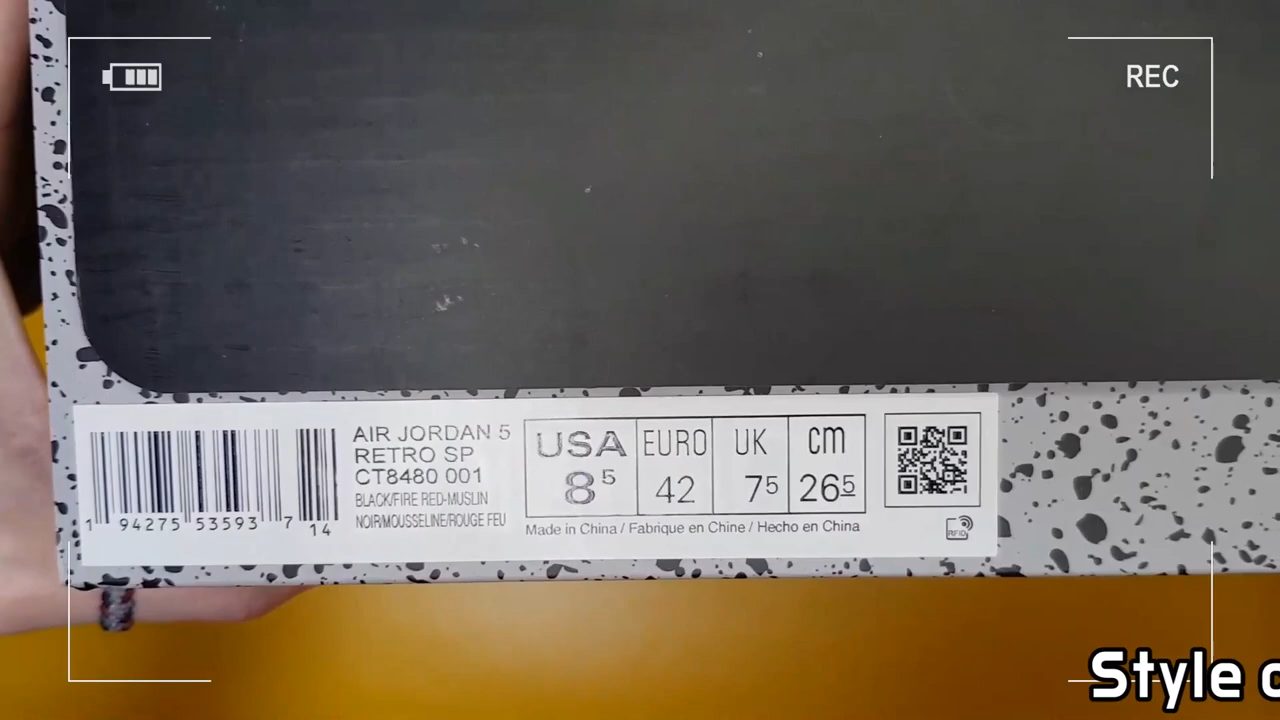 REC
AIR JORDAN 5
RETRO SP
CT8480 001
BLACK/FIRE RED-MUSLIN
NOIR/MOUSSELINE/ROUGE FEU
1 94275 53593 7 14
USA EURO UK cm
8⁵ 42 7⁵ 26⁵
Made in China / Fabrique en Chine / Hecho en China
RFID
Style